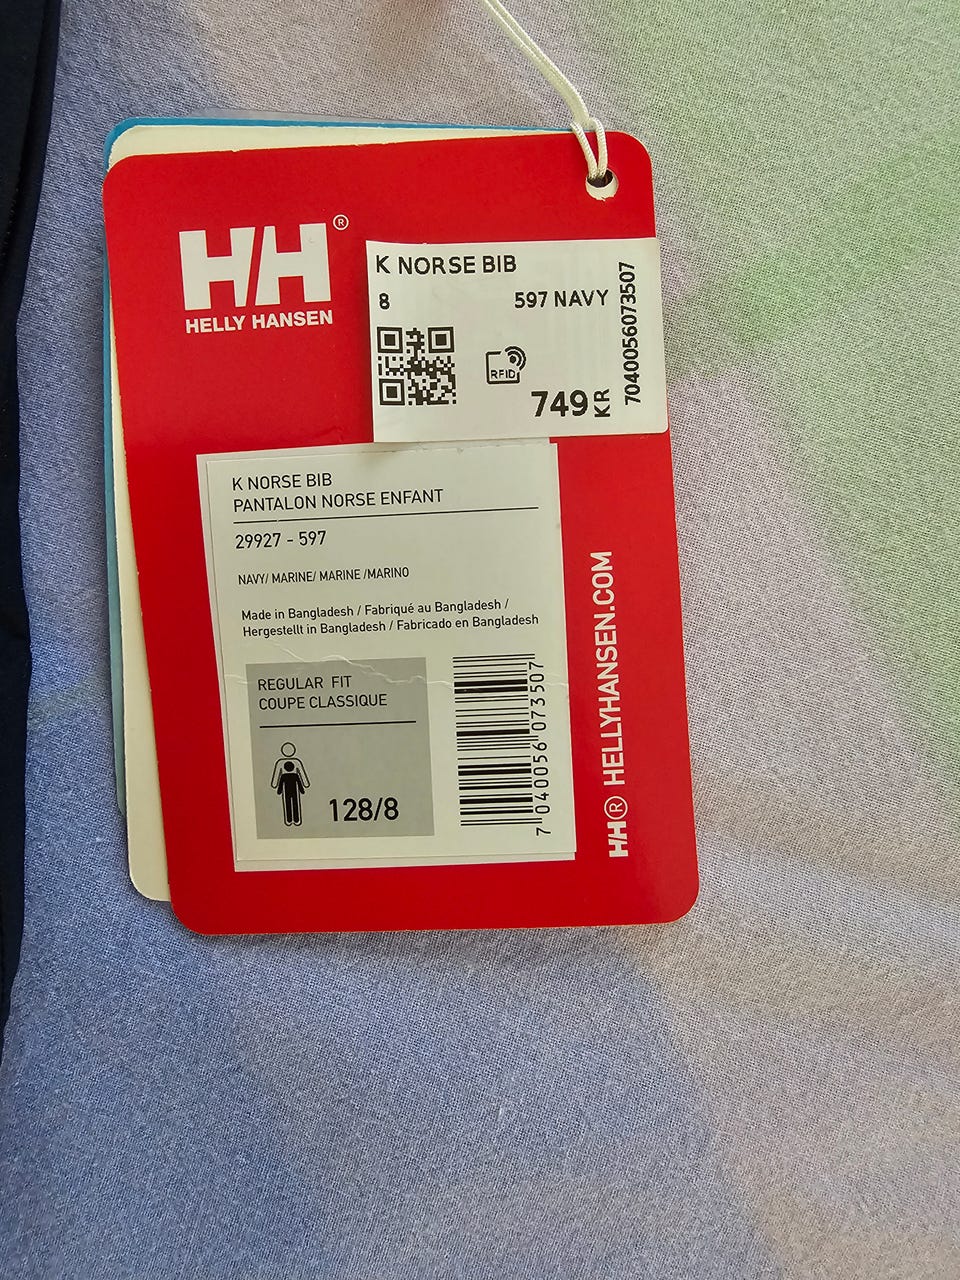 HH®
HELLY HANSEN
K NORSE BIB
8 597 NAVY
RFID
749 KR
7040056073507
K NORSE BIB
PANTALON NORSE ENFANT
29927 - 597
NAVY/ MARINE/ MARINE /MARINO
Made in Bangladesh / Fabriqué au Bangladesh /
Hergestellt in Bangladesh / Fabricado en Bangladesh
REGULAR FIT
COUPE CLASSIQUE
128/8
7 040056 073507
HH® HELLYHANSEN.COM